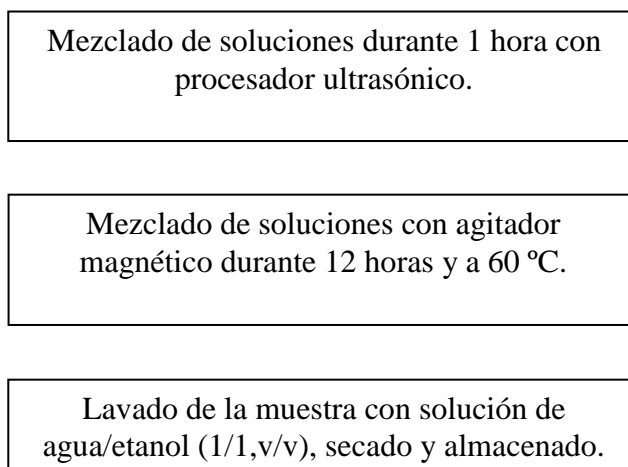 Mezclado de soluciones durante 1 hora con
procesador ultrasónico.
Mezclado de soluciones con agitador
magnético durante 12 horas y a 60 ºC.
Lavado de la muestra con solución de
agua/etanol (1/1,v/v), secado y almacenado.